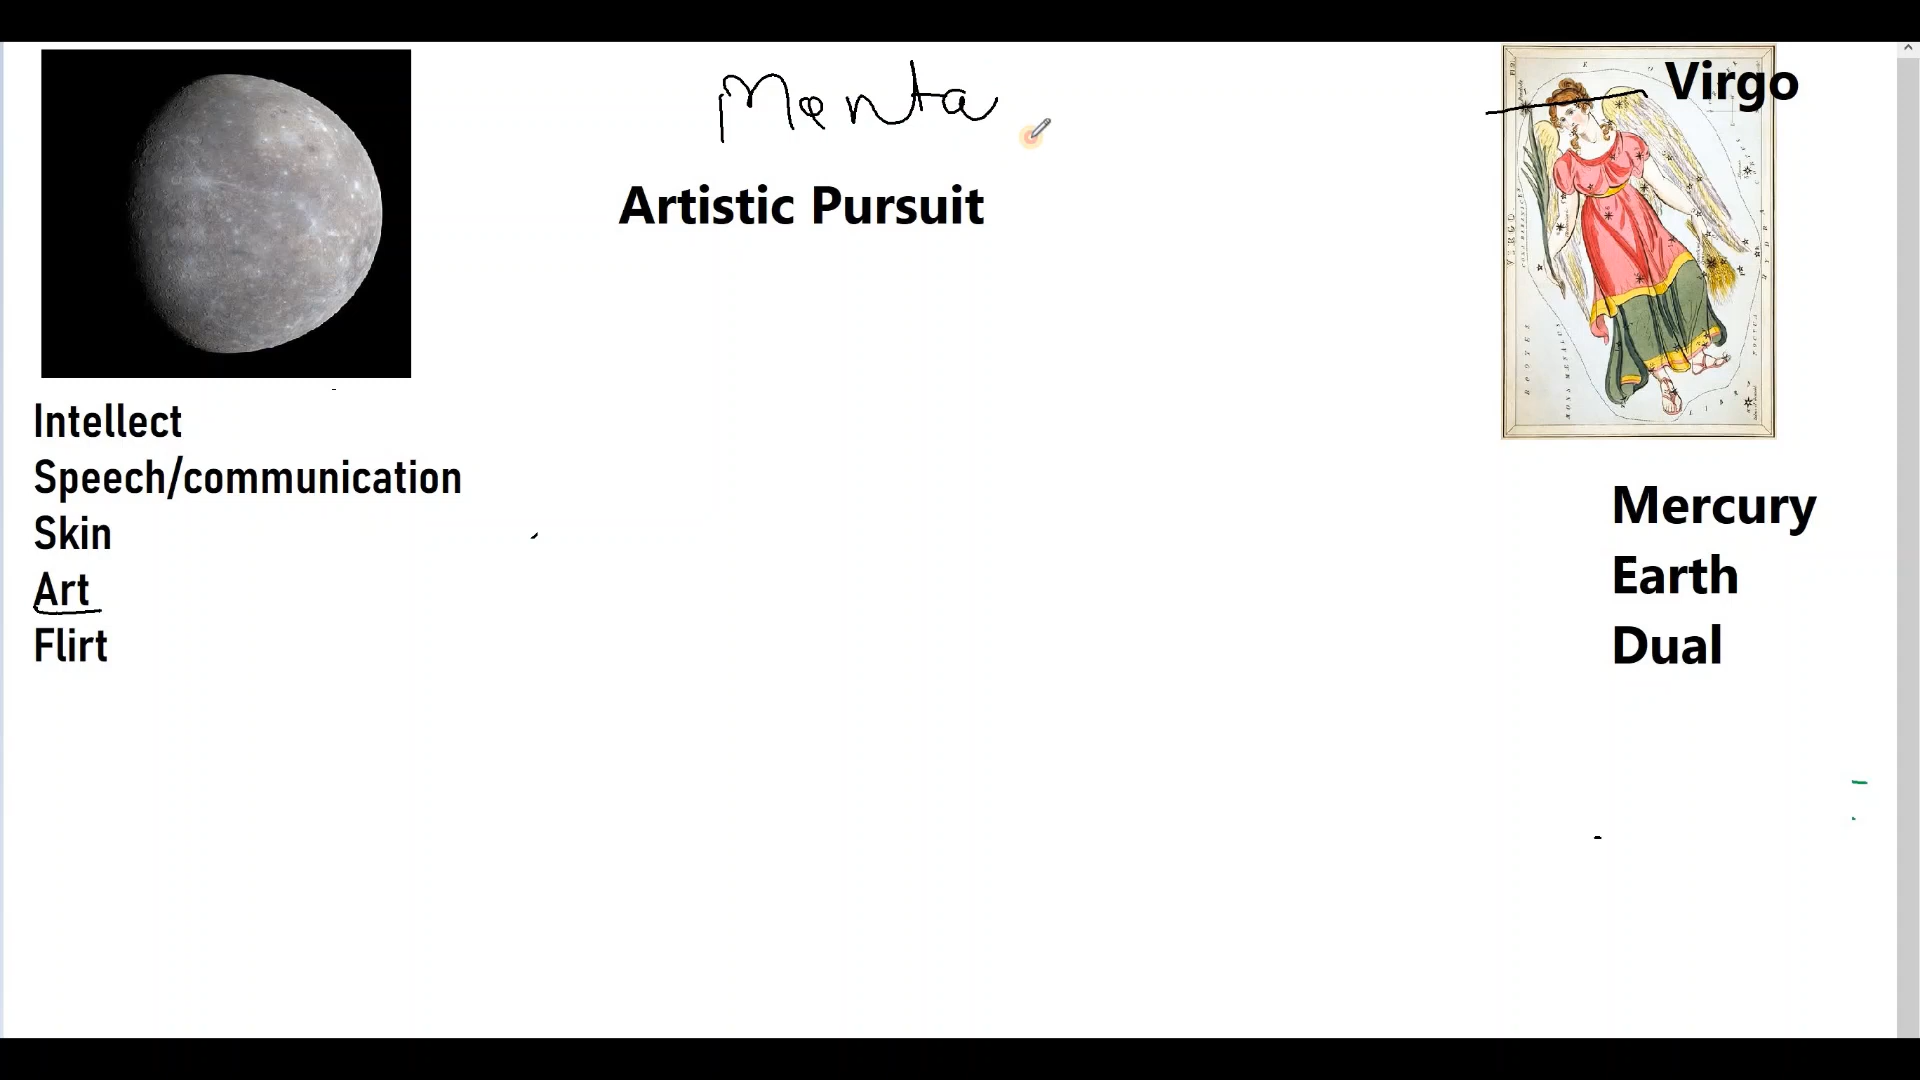 Menta
Artistic Pursuit
Virgo
Intellect
Speech/communication
Skin
Art
Flirt
Mercury
Earth
Dual